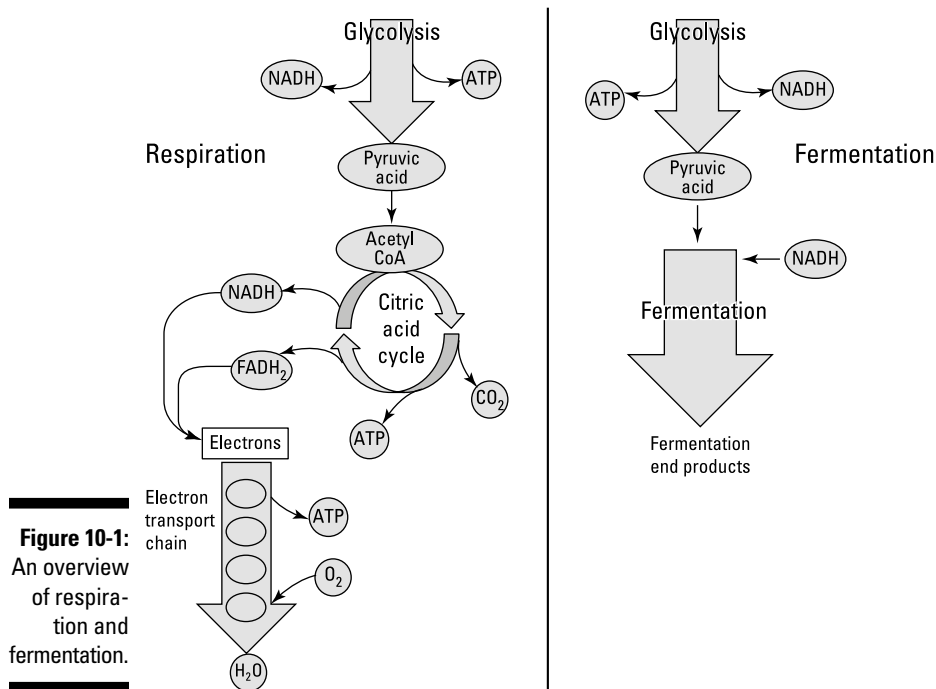 Glycolysis
NADH
ATP
Respiration
Pyruvic
acid
Acetyl
CoA
NADH
Citric
acid
cycle
FADH₂
CO₂
ATP
Electrons
Electron
transport
chain
ATP
O₂
H₂O
Glycolysis
ATP
NADH
Fermentation
Pyruvic
acid
NADH
Fermentation
Fermentation
end products
Figure 10-1:
An overview
of respira-
tion and
fermentation.